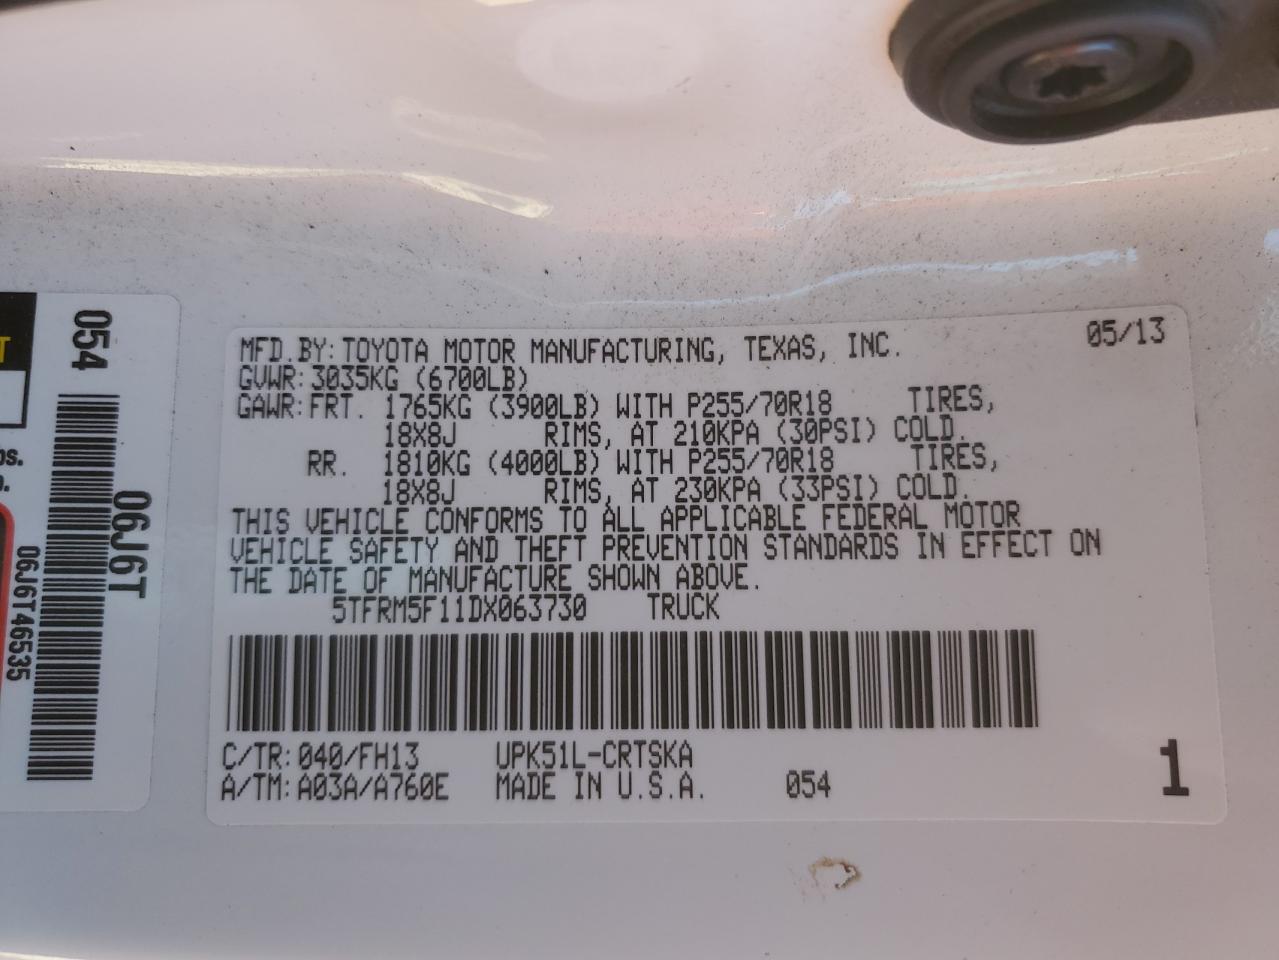 MFD.BY:TOYOTA MOTOR MANUFACTURING, TEXAS, INC. 05/13
GVWR:3035KG (6700LB)
GAWR:FRT. 1765KG (3900LB) WITH P255/70R18 TIRES,
18X8J RIMS, AT 210KPA (30PSI) COLD.
RR. 1810KG (4000LB) WITH P255/70R18 TIRES,
18X8J RIMS, AT 230KPA (33PSI) COLD.
THIS VEHICLE CONFORMS TO ALL APPLICABLE FEDERAL MOTOR
VEHICLE SAFETY AND THEFT PREVENTION STANDARDS IN EFFECT ON
THE DATE OF MANUFACTURE SHOWN ABOVE.
5TFRM5F11DX063730 TRUCK
C/TR:040/FH13 UPK51L-CRTSKA
A/TM:A03A/A760E MADE IN U.S.A. 054 1
054
06J6T
06J6T46535